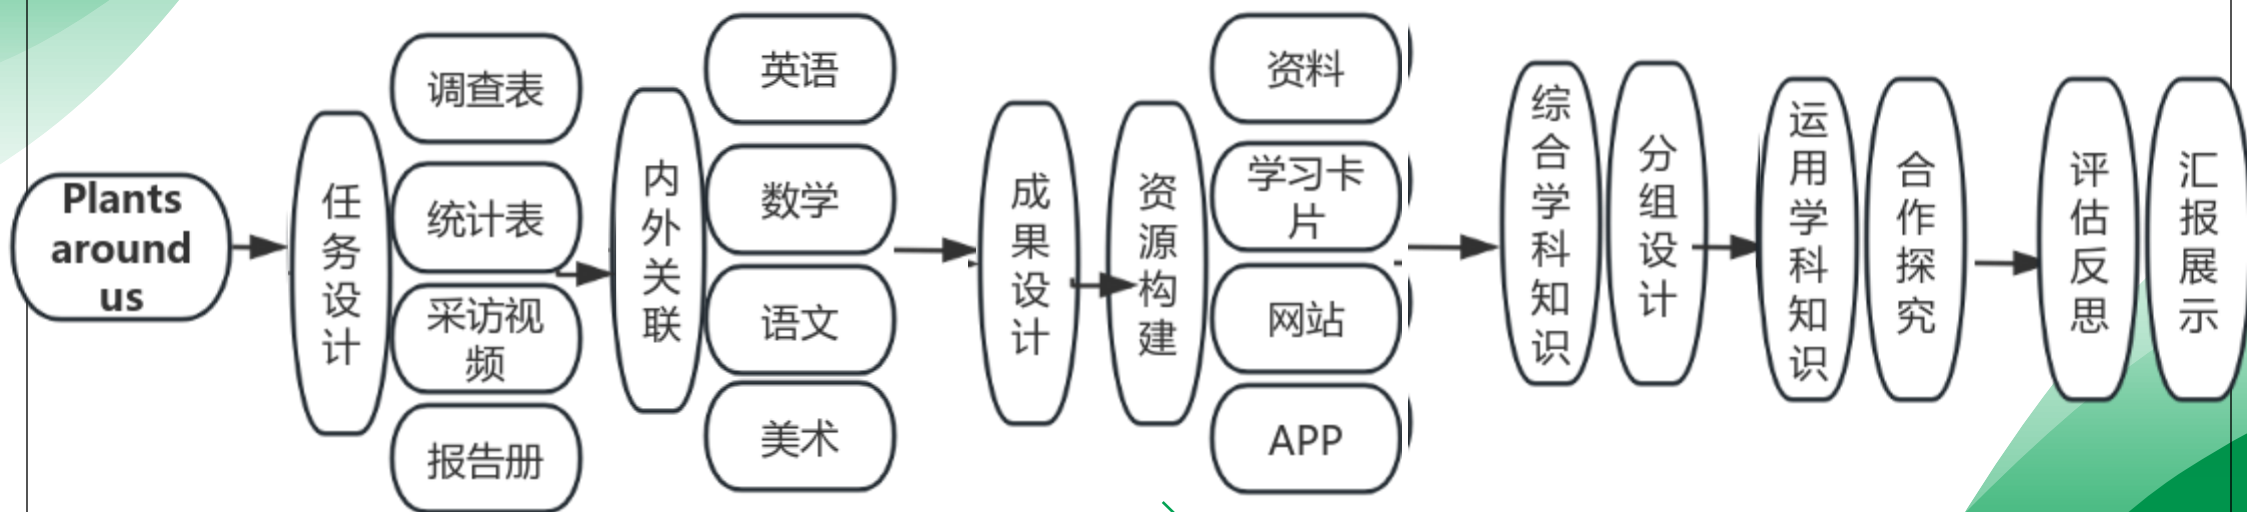 Plants
around
us
任务设计
调查表
统计表
采访视
频
报告册
内外关联
英语
数学
语文
美术
成果设计
资源构建
资料
学习卡
片
网站
APP
综合学科知识
分组设计
运用学科知识
合作探究
评估反思
汇报展示